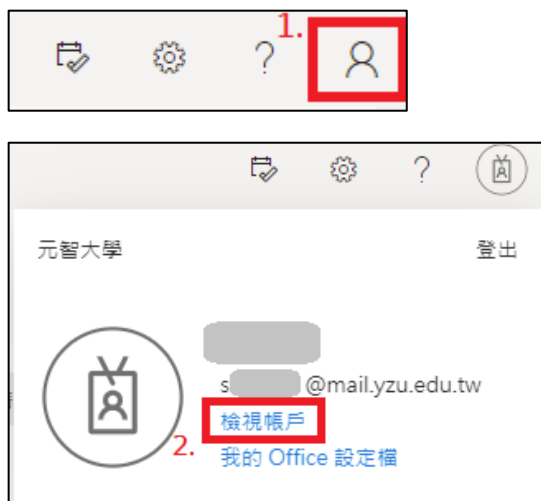 1.
?
?
元智大學
登出
s @mail.yzu.edu.tw
檢視帳戶
2.
我的 Office 設定檔